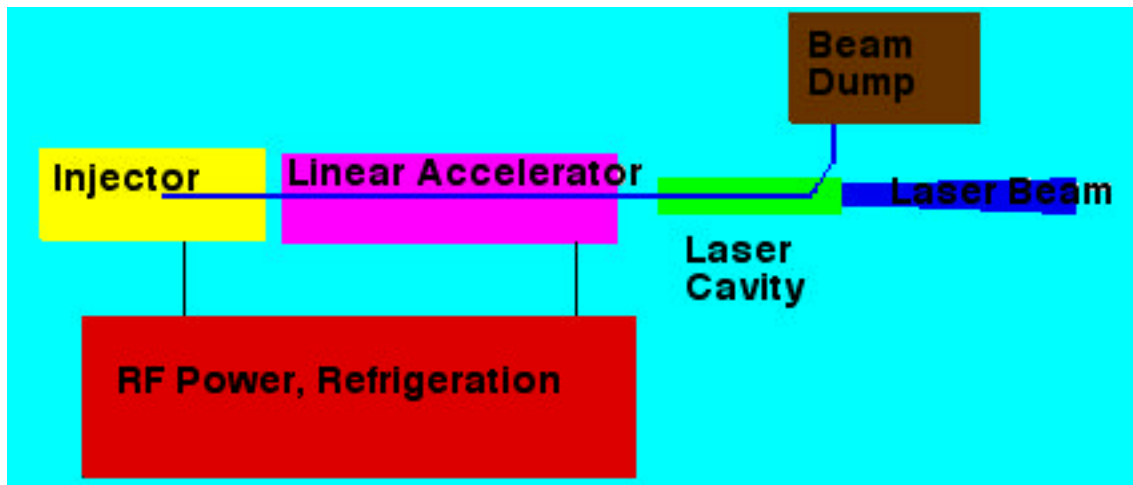 Beam
Dump
Injector
Linear Accelerator
Laser Beam
Laser
Cavity
RF Power, Refrigeration